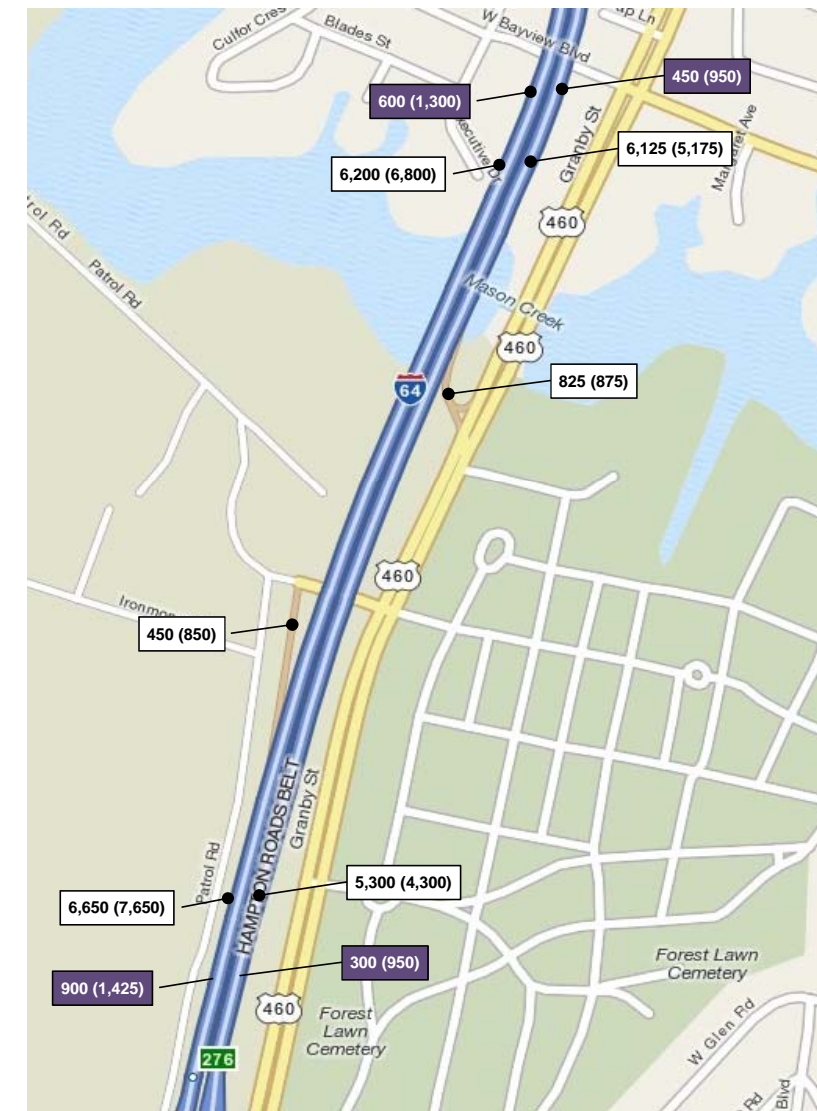 W Bayview Blvd
Blades St
450 (950)
600 (1,300)
Granby St
6,125 (5,175)
6,200 (6,800)
460
Patrol Rd
Mason Creek
460
64
825 (875)
460
450 (850)
HAMPTON ROADS BELT
Granby St
Patrol Rd
5,300 (4,300)
6,650 (7,650)
300 (950)
900 (1,425)
Forest Lawn
Cemetery
460
Forest
Lawn
Cemetery
W Glen Rd
276
Rd
Blvd